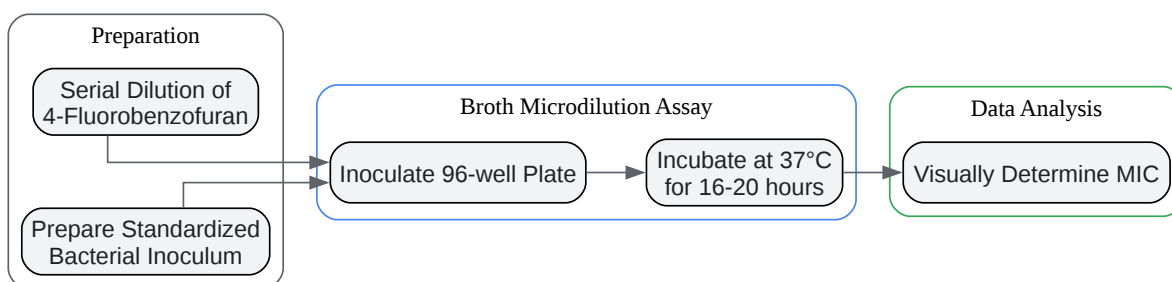 Preparation
Serial Dilution of
4-Fluorobenzofuran
Prepare Standardized
Bacterial Inoculum
Broth Microdilution Assay
Inoculate 96-well Plate
Incubate at 37°C
for 16-20 hours
Data Analysis
Visually Determine MIC